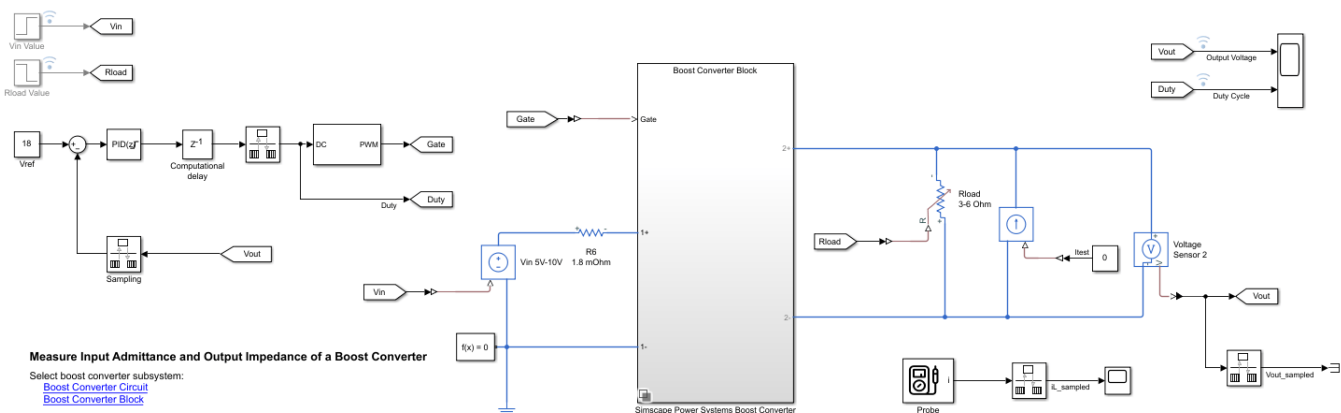 Vin
Vin Value
Rload
Rload Value
Boost Converter Block
Vout
Output Voltage
Duty
Duty Cycle
Gate
Gate
18
Vref
+
-
PID(z)
Z-1
Computational
delay
DC
PWM
Gate
Duty
Duty
2+
Rload
3-6 Ohm
R
Rload
Itest
0
V
V
Voltage
Sensor 2
Sampling
Vout
Vin 5V-10V
R6
1.8 mOhm
1+
Vin
Vout
2-
f(x) = 0
1-
Measure Input Admittance and Output Impedance of a Boost Converter
Select boost converter subsystem:
Boost Converter Circuit
Boost Converter Block
Simscape Power Systems Boost Converter
Probe
i
iL_sampled
Vout_sampled